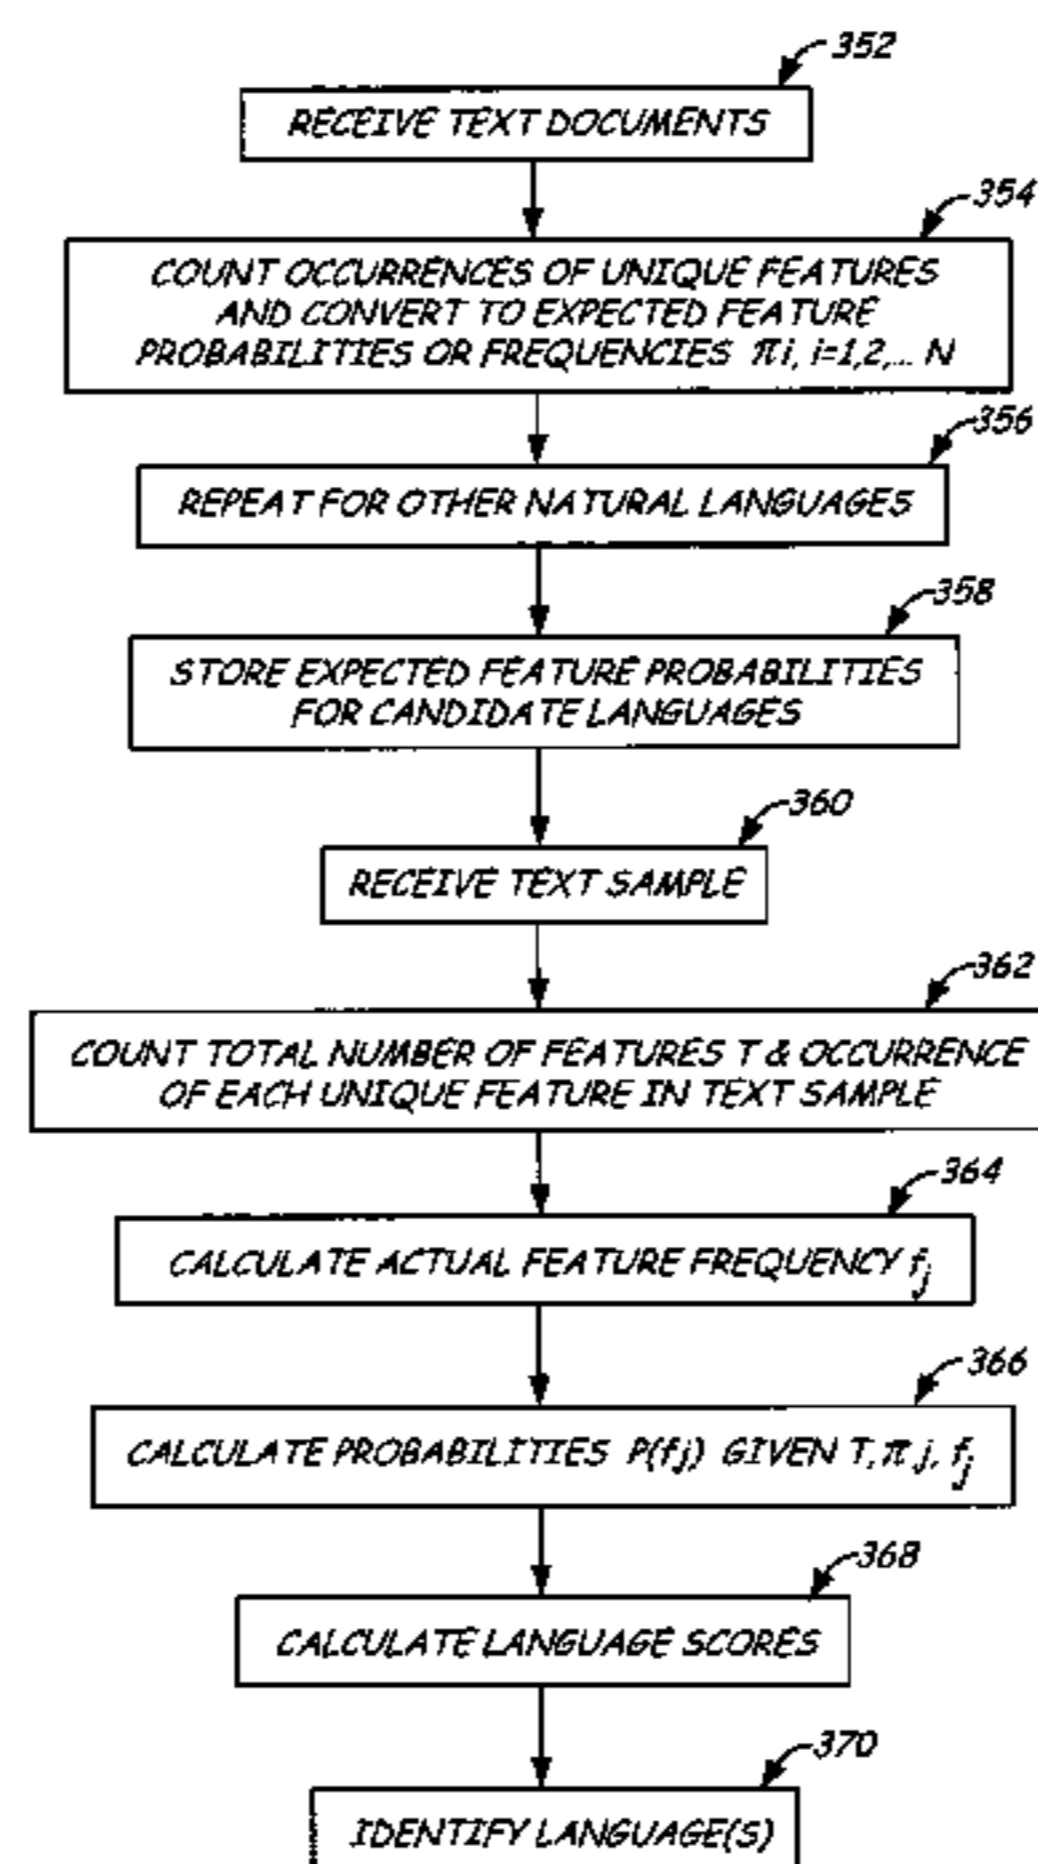 352
RECEIVE TEXT DOCUMENTS
354
COUNT OCCURRENCES OF UNIQUE FEATURES
AND CONVERT TO EXPECTED FEATURE
PROBABILITIES OR FREQUENCIES πi, i=1,2,... N
356
REPEAT FOR OTHER NATURAL LANGUAGES
358
STORE EXPECTED FEATURE PROBABILITIES
FOR CANDIDATE LANGUAGES
360
RECEIVE TEXT SAMPLE
362
COUNT TOTAL NUMBER OF FEATURES T & OCCURRENCE
OF EACH UNIQUE FEATURE IN TEXT SAMPLE
364
CALCULATE ACTUAL FEATURE FREQUENCY fj
366
CALCULATE PROBABILITIES P(fj) GIVEN T, πj, fj
368
CALCULATE LANGUAGE SCORES
370
IDENTIFY LANGUAGE(S)